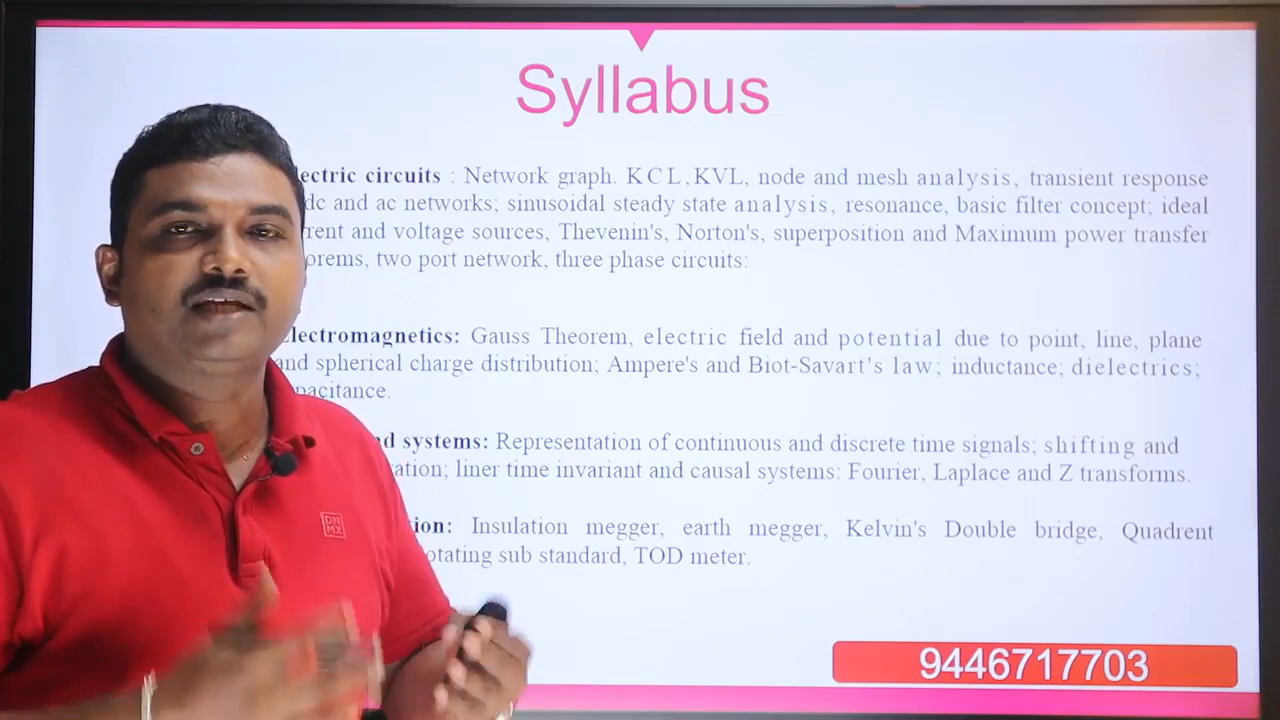 Syllabus
ectric circuits : Network graph. KCL,KVL, node and mesh analysis, transient response
dc and ac networks; sinusoidal steady state analysis, resonance, basic filter concept; ideal
rent and voltage sources, Thevenin's, Norton's, superposition and Maximum power transfer
orems, two port network, three phase circuits:
Electromagnetics: Gauss Theorem, electric field and potential due to point, line, plane
and spherical charge distribution; Ampere's and Biot-Savart's law; inductance; dielectrics;
pacitance.
d systems: Representation of continuous and discrete time signals; shifting and
ation; liner time invariant and causal systems: Fourier, Laplace and Z transforms.
ion: Insulation megger, earth megger, Kelvin's Double bridge, Quadrent
otating sub standard, TOD meter.
DNMX
9446717703